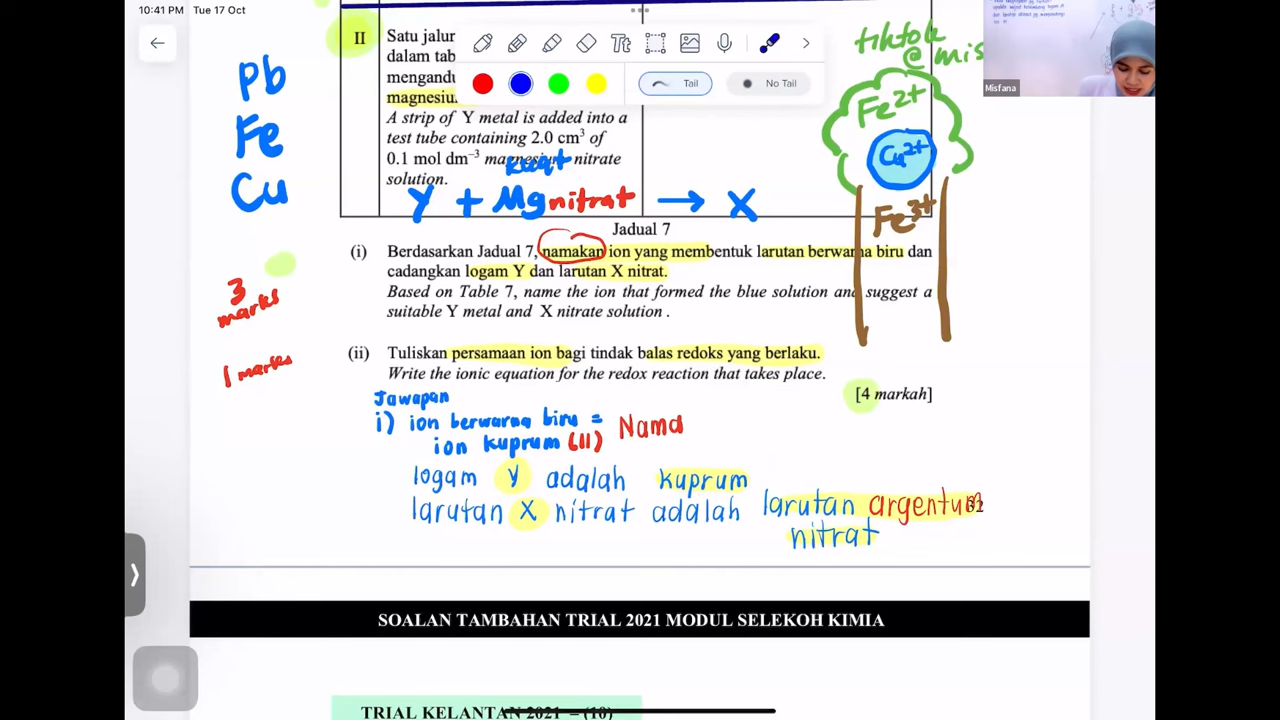 10:41 PM Tue 17 Oct
II
Satu jalur
dalam tab
mengandu
magnesiu
A strip of Y metal is added into a
test tube containing 2.0 cm³ of
0.1 mol dm⁻³ magnesium nitrate
solution.
kuat
Y + Mg nitrat → X
Tt
Tail
No Tail
tiktok
@ mis
Fe²⁺
Cu²⁺
Fe³⁺
Misfana
Pb
Fe
Cu
Jadual 7
(i) Berdasarkan Jadual 7, namakan ion yang membentuk larutan berwarna biru dan
cadangkan logam Y dan larutan X nitrat.
Based on Table 7, name the ion that formed the blue solution and suggest a
suitable Y metal and X nitrate solution .
3
marks
(ii) Tuliskan persamaan ion bagi tindak balas redoks yang berlaku.
Write the ionic equation for the redox reaction that takes place.
1 marks
[4 markah]
Jawapan
i) ion berwarna biru =
ion kuprum (II) Nama
logam Y adalah kuprum
larutan X nitrat adalah larutan argentum
nitrat
32
SOALAN TAMBAHAN TRIAL 2021 MODUL SELEKOH KIMIA
TRIAL KELANTAN 2021 – (10)